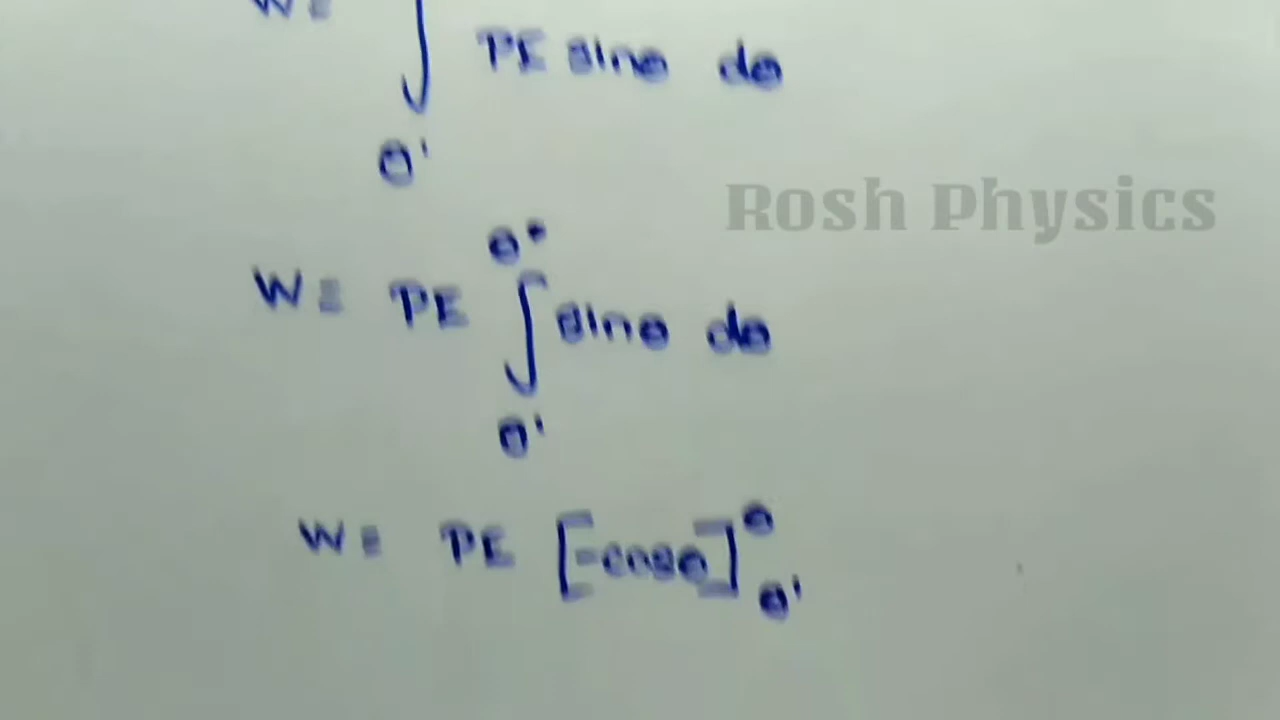 W =
∫ PE sinθ dθ
θ'
Rosh Physics
θ
W = PE ∫ sinθ dθ
θ'
W = PE [-cosθ]θ
θ'